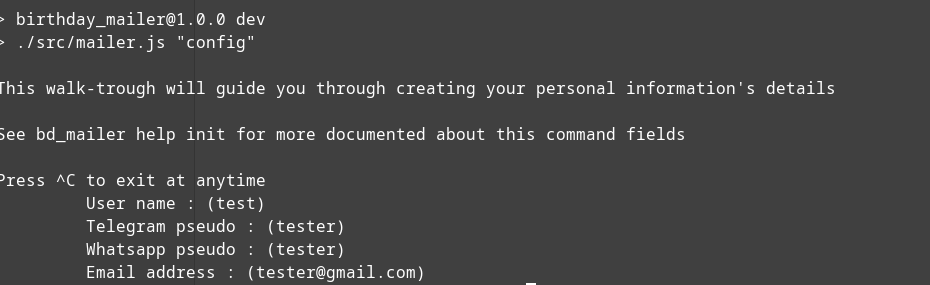 > birthday_mailer@1.0.0 dev
> ./src/mailer.js "config"
This walk-trough will guide you through creating your personal information's details
See bd_mailer help init for more documented about this command fields
Press ^C to exit at anytime
User name : (test)
Telegram pseudo : (tester)
Whatsapp pseudo : (tester)
Email address : (tester@gmail.com)